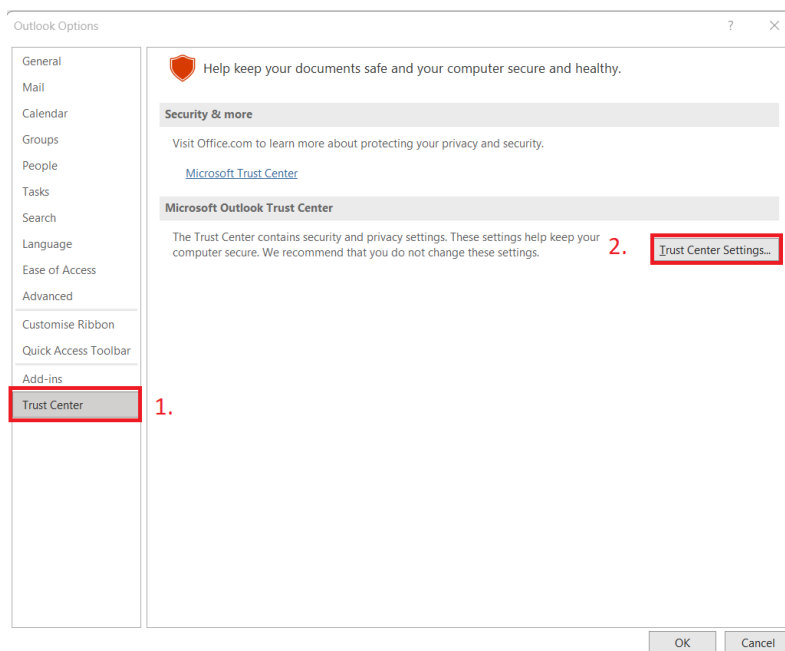 Outlook Options ? ×
General
Mail
Calendar
Groups
People
Tasks
Search
Language
Ease of Access
Advanced
Customise Ribbon
Quick Access Toolbar
Add-ins
Trust Center
1.
Help keep your documents safe and your computer secure and healthy.
Security & more
Visit Office.com to learn more about protecting your privacy and security.
Microsoft Trust Center
Microsoft Outlook Trust Center
The Trust Center contains security and privacy settings. These settings help keep your
computer secure. We recommend that you do not change these settings.
2.
Trust Center Settings...
OK
Cancel